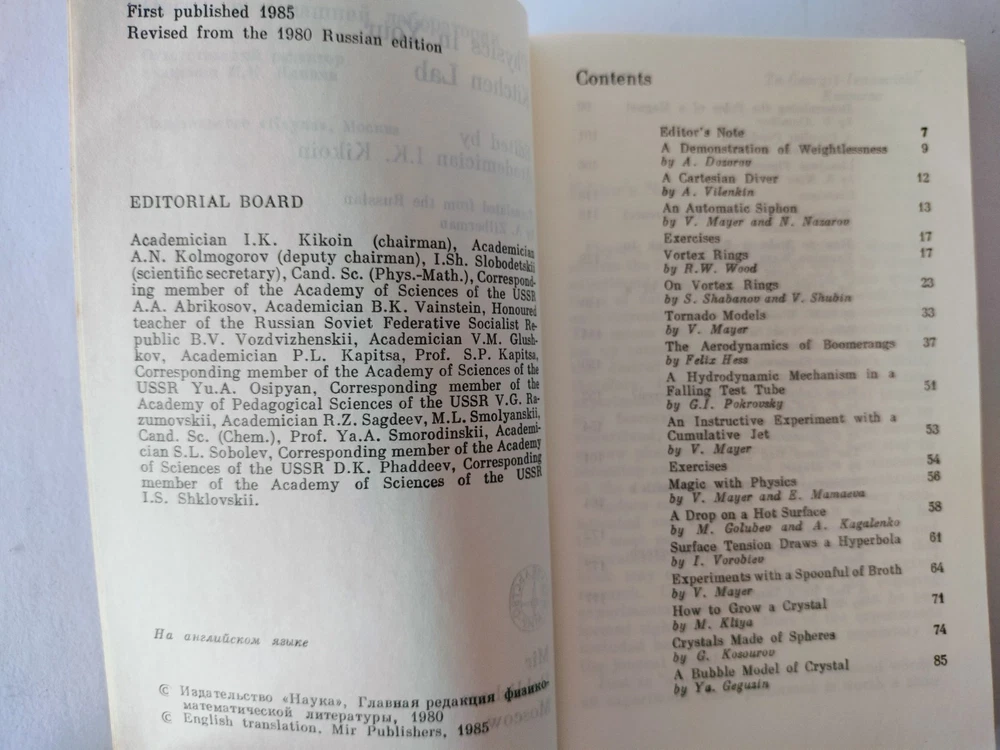 First published 1985
Revised from the 1980 Russian edition
EDITORIAL BOARD
Academician I.K. Kikoin (chairman), Academician
A.N. Kolmogorov (deputy chairman), I.Sh. Slobodetskii
(scientific secretary), Cand. Sc. (Phys.-Math.), Correspond-
ing member of the Academy of Sciences of the USSR
A.A. Abrikosov, Academician B.K. Vainstein, Honoured
teacher of the Russian Soviet Federative Socialist Re-
public B.V. Vozdvizhenskii, Academician V.M. Glush-
kov, Academician P.L. Kapitsa, Prof. S.P. Kapitsa,
Corresponding member of the Academy of Sciences of the
USSR Yu.A. Osipyan, Corresponding member of the
Academy of Pedagogical Sciences of the USSR V.G. Ra-
zumovskii, Academician R.Z. Sagdeev, M.L. Smolyanskii,
Cand. Sc. (Chem.), Prof. Ya.A. Smorodinskii, Academi-
cian S.L. Sobolev, Corresponding member of the Academy
of Sciences of the USSR D.K. Phaddeev, Corresponding
member of the Academy of Sciences of the USSR
I.S. Shklovskii.
На английском языке
© Издательство «Наука», Главная редакция физико-
математической литературы, 1980
© English translation. Mir Publishers, 1985
Contents
Editor's Note 7
A Demonstration of Weightlessness 9
by A. Dozorov
A Cartesian Diver 12
by A. Vilenkin
An Automatic Siphon 13
by V. Mayer and N. Nazarov
Exercises 17
Vortex Rings 17
by R.W. Wood
On Vortex Rings 23
by S. Shabanov and V. Shubin
Tornado Models 33
by V. Mayer
The Aerodynamics of Boomerangs 37
by Felix Hess
A Hydrodynamic Mechanism in a
Falling Test Tube 51
by G.I. Pokrovsky
An Instructive Experiment with a
Cumulative Jet 53
by V. Mayer
Exercises 54
Magic with Physics 56
by V. Mayer and E. Mamaeva
A Drop on a Hot Surface 58
by M. Golubev and A. Kagalenko
Surface Tension Draws a Hyperbola 61
by I. Vorobiev
Experiments with a Spoonful of Broth 64
by V. Mayer
How to Grow a Crystal 71
by M. Kliya
Crystals Made of Spheres 74
by G. Kosourov
A Bubble Model of Crystal 85
by Ya. Geguzin